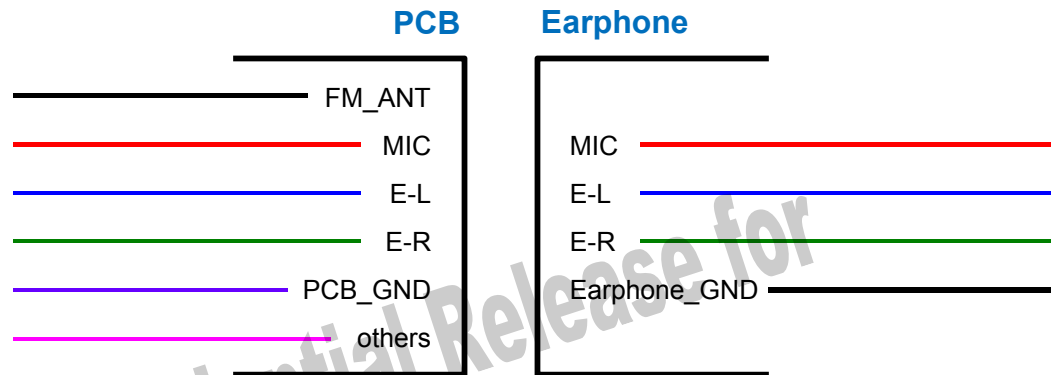 PCB Earphone
FM_ANT
MIC
E-L
E-R
PCB_GND
others
MIC
E-L
E-R
Earphone_GND
Release for